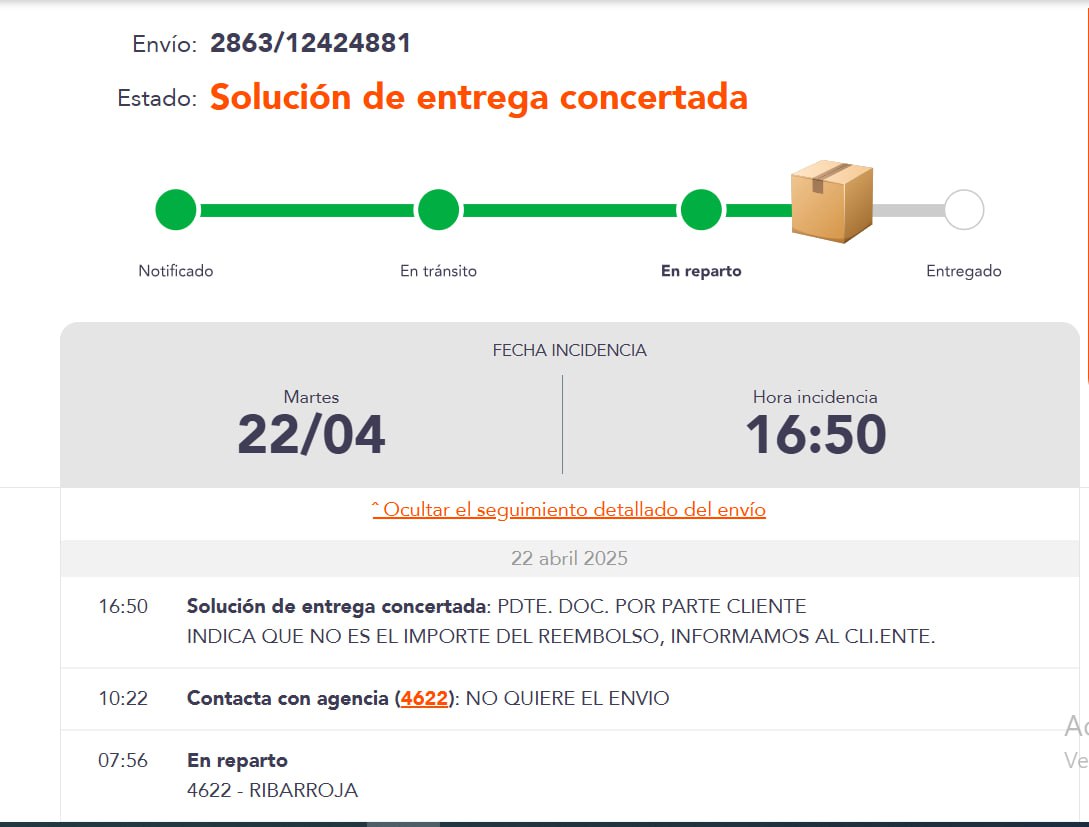 Envío: 2863/12424881
Estado: Solución de entrega concertada
Notificado En tránsito En reparto Entregado
FECHA INCIDENCIA
Martes Hora incidencia
22/04 16:50
ˆ Ocultar el seguimiento detallado del envío
22 abril 2025
16:50 Solución de entrega concertada: PDTE. DOC. POR PARTE CLIENTE
INDICA QUE NO ES EL IMPORTE DEL REEMBOLSO, INFORMAMOS AL CLI.ENTE.
10:22 Contacta con agencia (4622): NO QUIERE EL ENVIO
07:56 En reparto
4622 - RIBARROJA